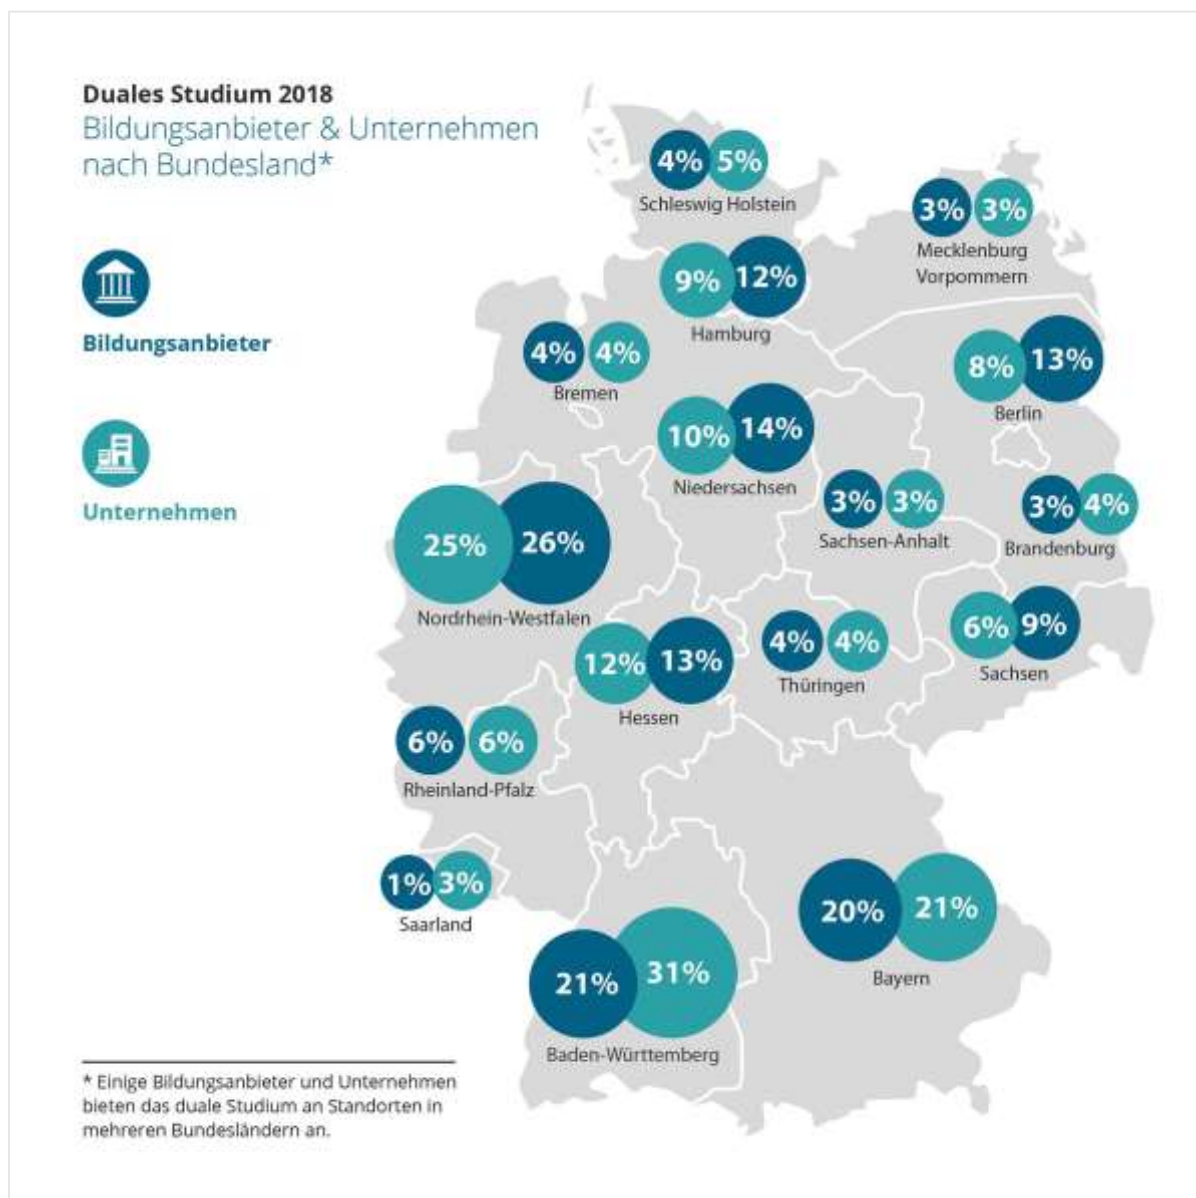 Duales Studium 2018
Bildungsanbieter & Unternehmen
nach Bundesland*
Bildungsanbieter
Unternehmen
4% 5%
Schleswig Holstein
3% 3%
Mecklenburg
Vorpommern
9% 12%
Hamburg
4% 4%
Bremen
8% 13%
Berlin
10% 14%
Niedersachsen
3% 3%
Sachsen-Anhalt
3% 4%
Brandenburg
25% 26%
Nordrhein-Westfalen
12% 13%
Hessen
4% 4%
Thüringen
6% 9%
Sachsen
6% 6%
Rheinland-Pfalz
1% 3%
Saarland
20% 21%
Bayern
21% 31%
Baden-Württemberg
* Einige Bildungsanbieter und Unternehmen
bieten das duale Studium an Standorten in
mehreren Bundesländern an.